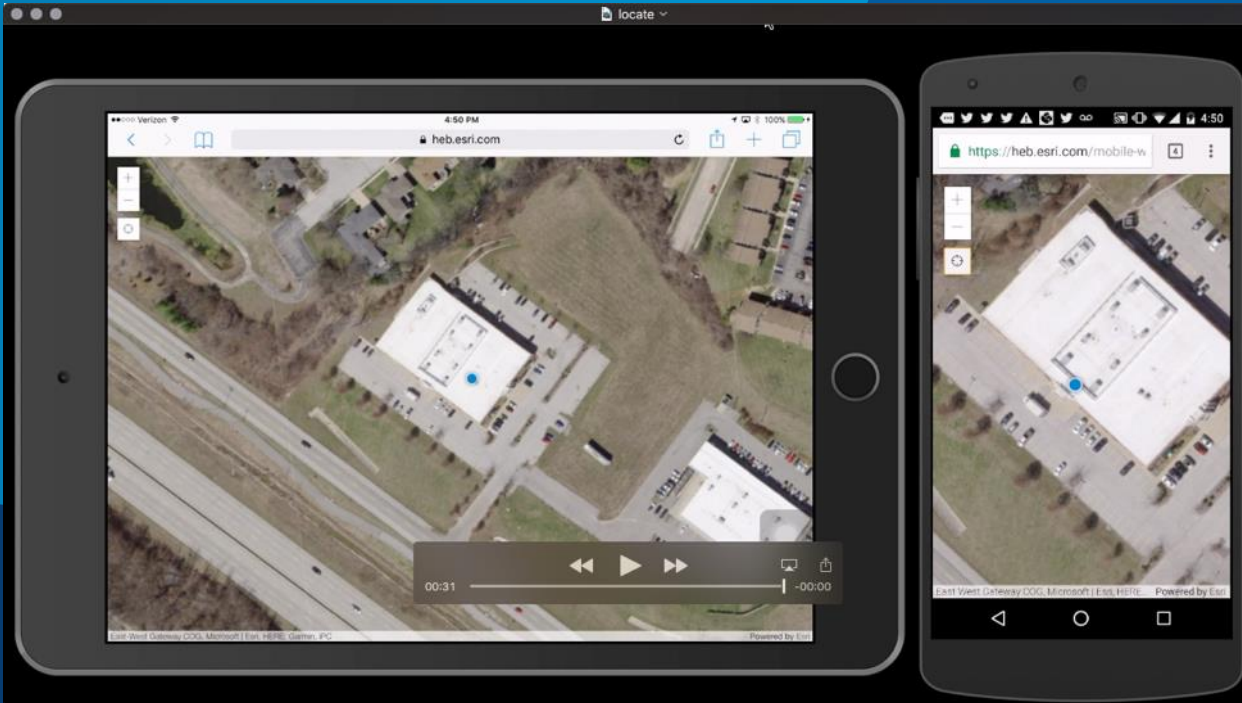 locate
Verizon
4:50 PM
100%
heb.esri.com
+
−
00:31
-00:00
East-West Gateway COG, Microsoft | Esri, HERE, Garmin, iPC
Powered by Esri
4:50
https://heb.esri.com/mobile-w
4
+
−
East West Gateway COG, Microsoft | Esri, HERE
Powered by Esri